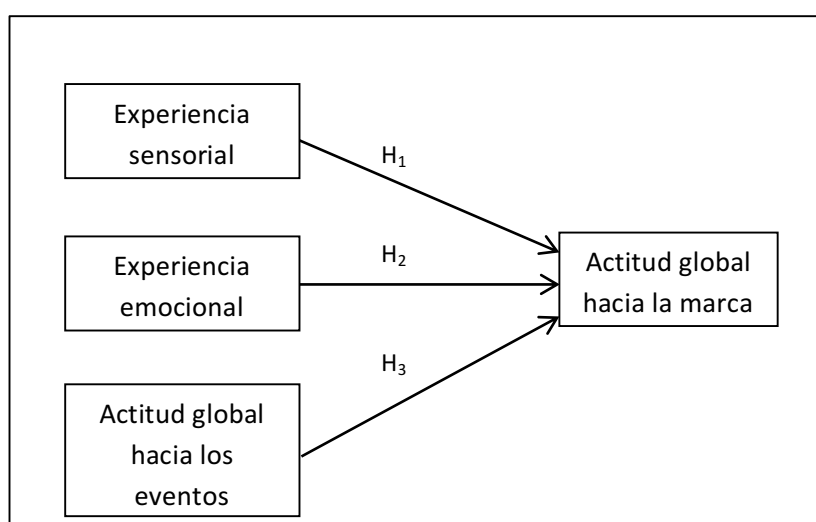 Experiencia
sensorial
H₁
Experiencia
emocional
H₂
Actitud global
hacia la marca
H₃
Actitud global
hacia los
eventos